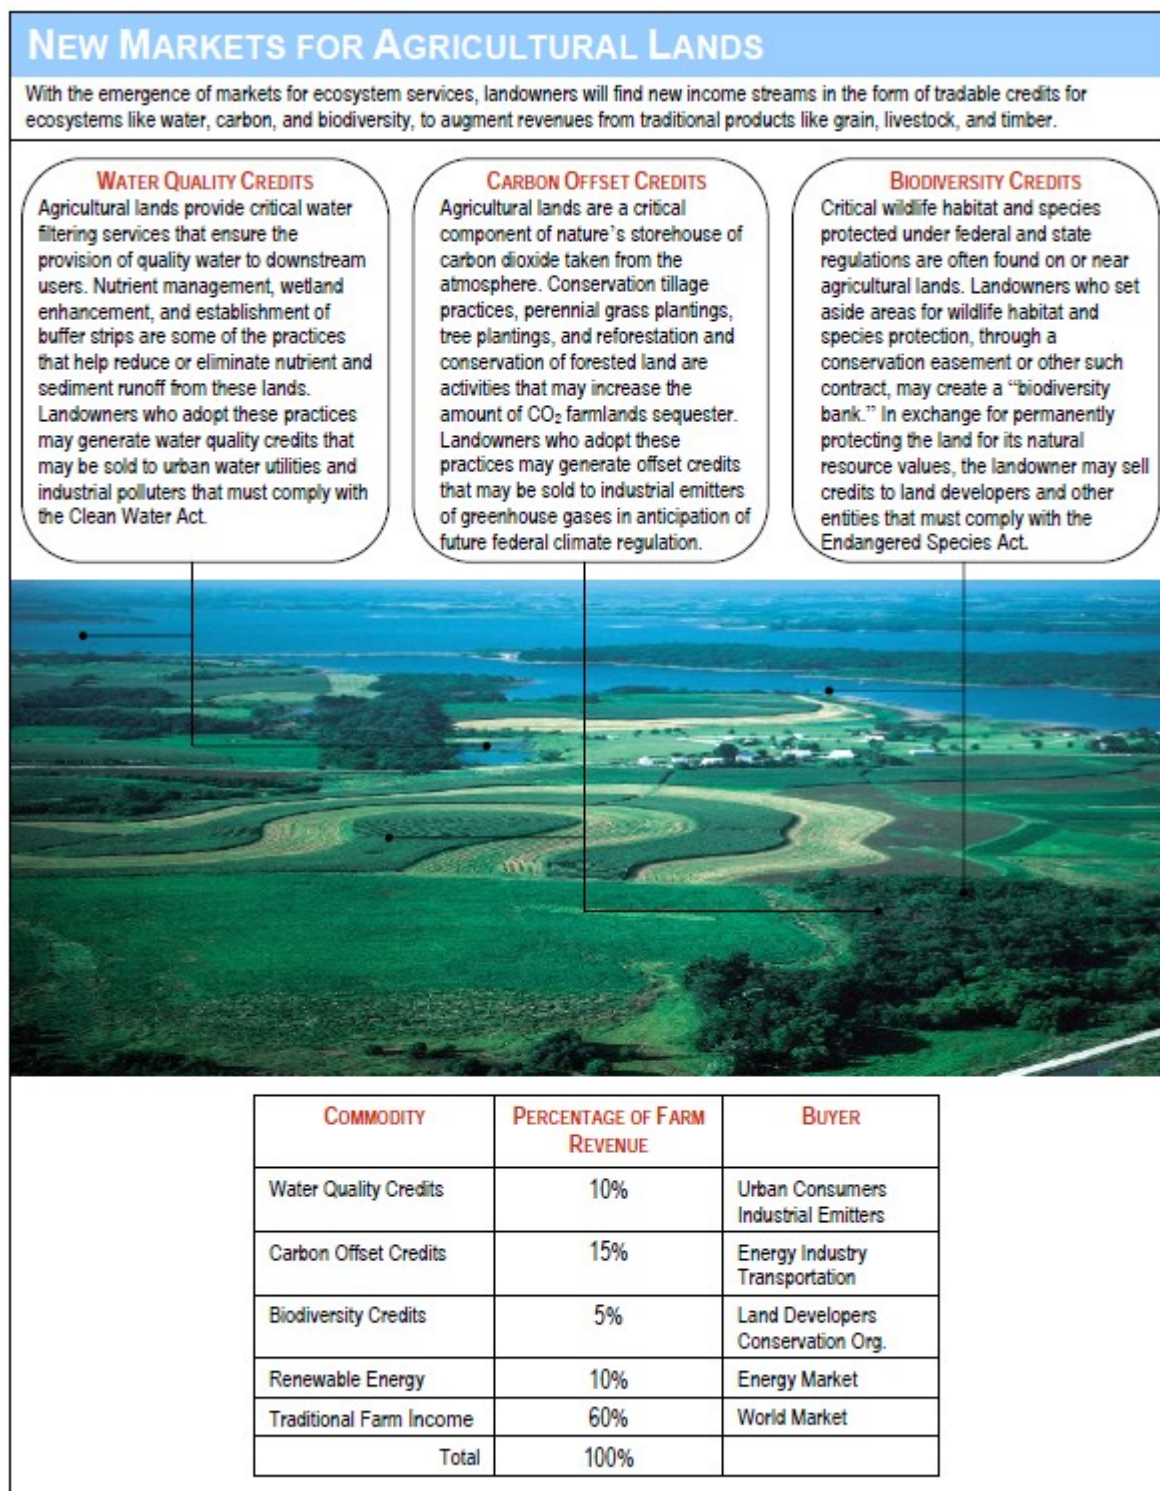 NEW MARKETS FOR AGRICULTURAL LANDS
With the emergence of markets for ecosystem services, landowners will find new income streams in the form of tradable credits for
ecosystems like water, carbon, and biodiversity, to augment revenues from traditional products like grain, livestock, and timber.
WATER QUALITY CREDITS
Agricultural lands provide critical water
filtering services that ensure the
provision of quality water to downstream
users. Nutrient management, wetland
enhancement, and establishment of
buffer strips are some of the practices
that help reduce or eliminate nutrient and
sediment runoff from these lands.
Landowners who adopt these practices
may generate water quality credits that
may be sold to urban water utilities and
industrial polluters that must comply with
the Clean Water Act.
CARBON OFFSET CREDITS
Agricultural lands are a critical
component of nature's storehouse of
carbon dioxide taken from the
atmosphere. Conservation tillage
practices, perennial grass plantings,
tree plantings, and reforestation and
conservation of forested land are
activities that may increase the
amount of CO₂ farmlands sequester.
Landowners who adopt these
practices may generate offset credits
that may be sold to industrial emitters
of greenhouse gases in anticipation of
future federal climate regulation.
BIODIVERSITY CREDITS
Critical wildlife habitat and species
protected under federal and state
regulations are often found on or near
agricultural lands. Landowners who set
aside areas for wildlife habitat and
species protection, through a
conservation easement or other such
contract, may create a "biodiversity
bank." In exchange for permanently
protecting the land for its natural
resource values, the landowner may sell
credits to land developers and other
entities that must comply with the
Endangered Species Act.
COMMODITY PERCENTAGE OF FARM REVENUE BUYER
Water Quality Credits 10% Urban Consumers
Industrial Emitters
Carbon Offset Credits 15% Energy Industry
Transportation
Biodiversity Credits 5% Land Developers
Conservation Org.
Renewable Energy 10% Energy Market
Traditional Farm Income 60% World Market
Total 100%